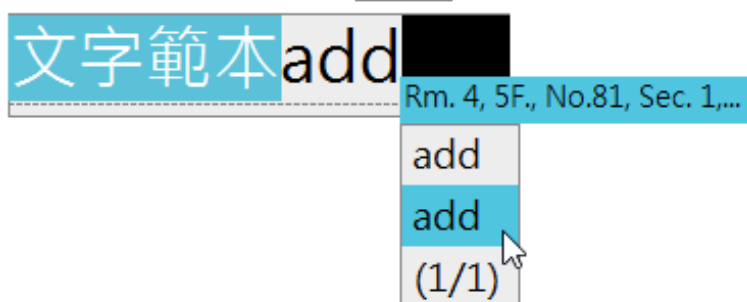 文字範本add
Rm. 4, 5F., No.81, Sec. 1,...
add
add
(1/1)